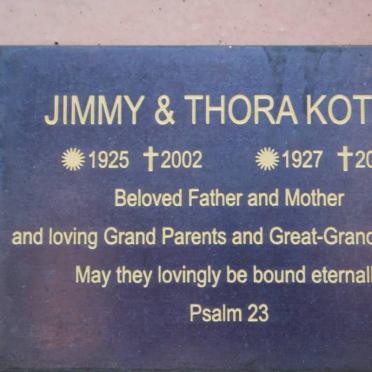 JIMMY & THORA KOT
1925 ✝2002 1927 ✝20
Beloved Father and Mother
and loving Grand Parents and Great-Grand
May they lovingly be bound eternall
Psalm 23